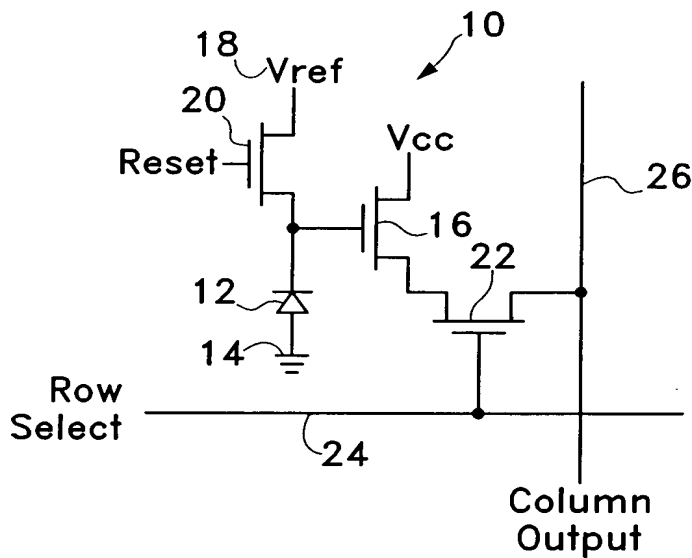 10
18
Vref
20
Reset
Vcc
26
16
22
12
14
Row
Select
24
Column
Output